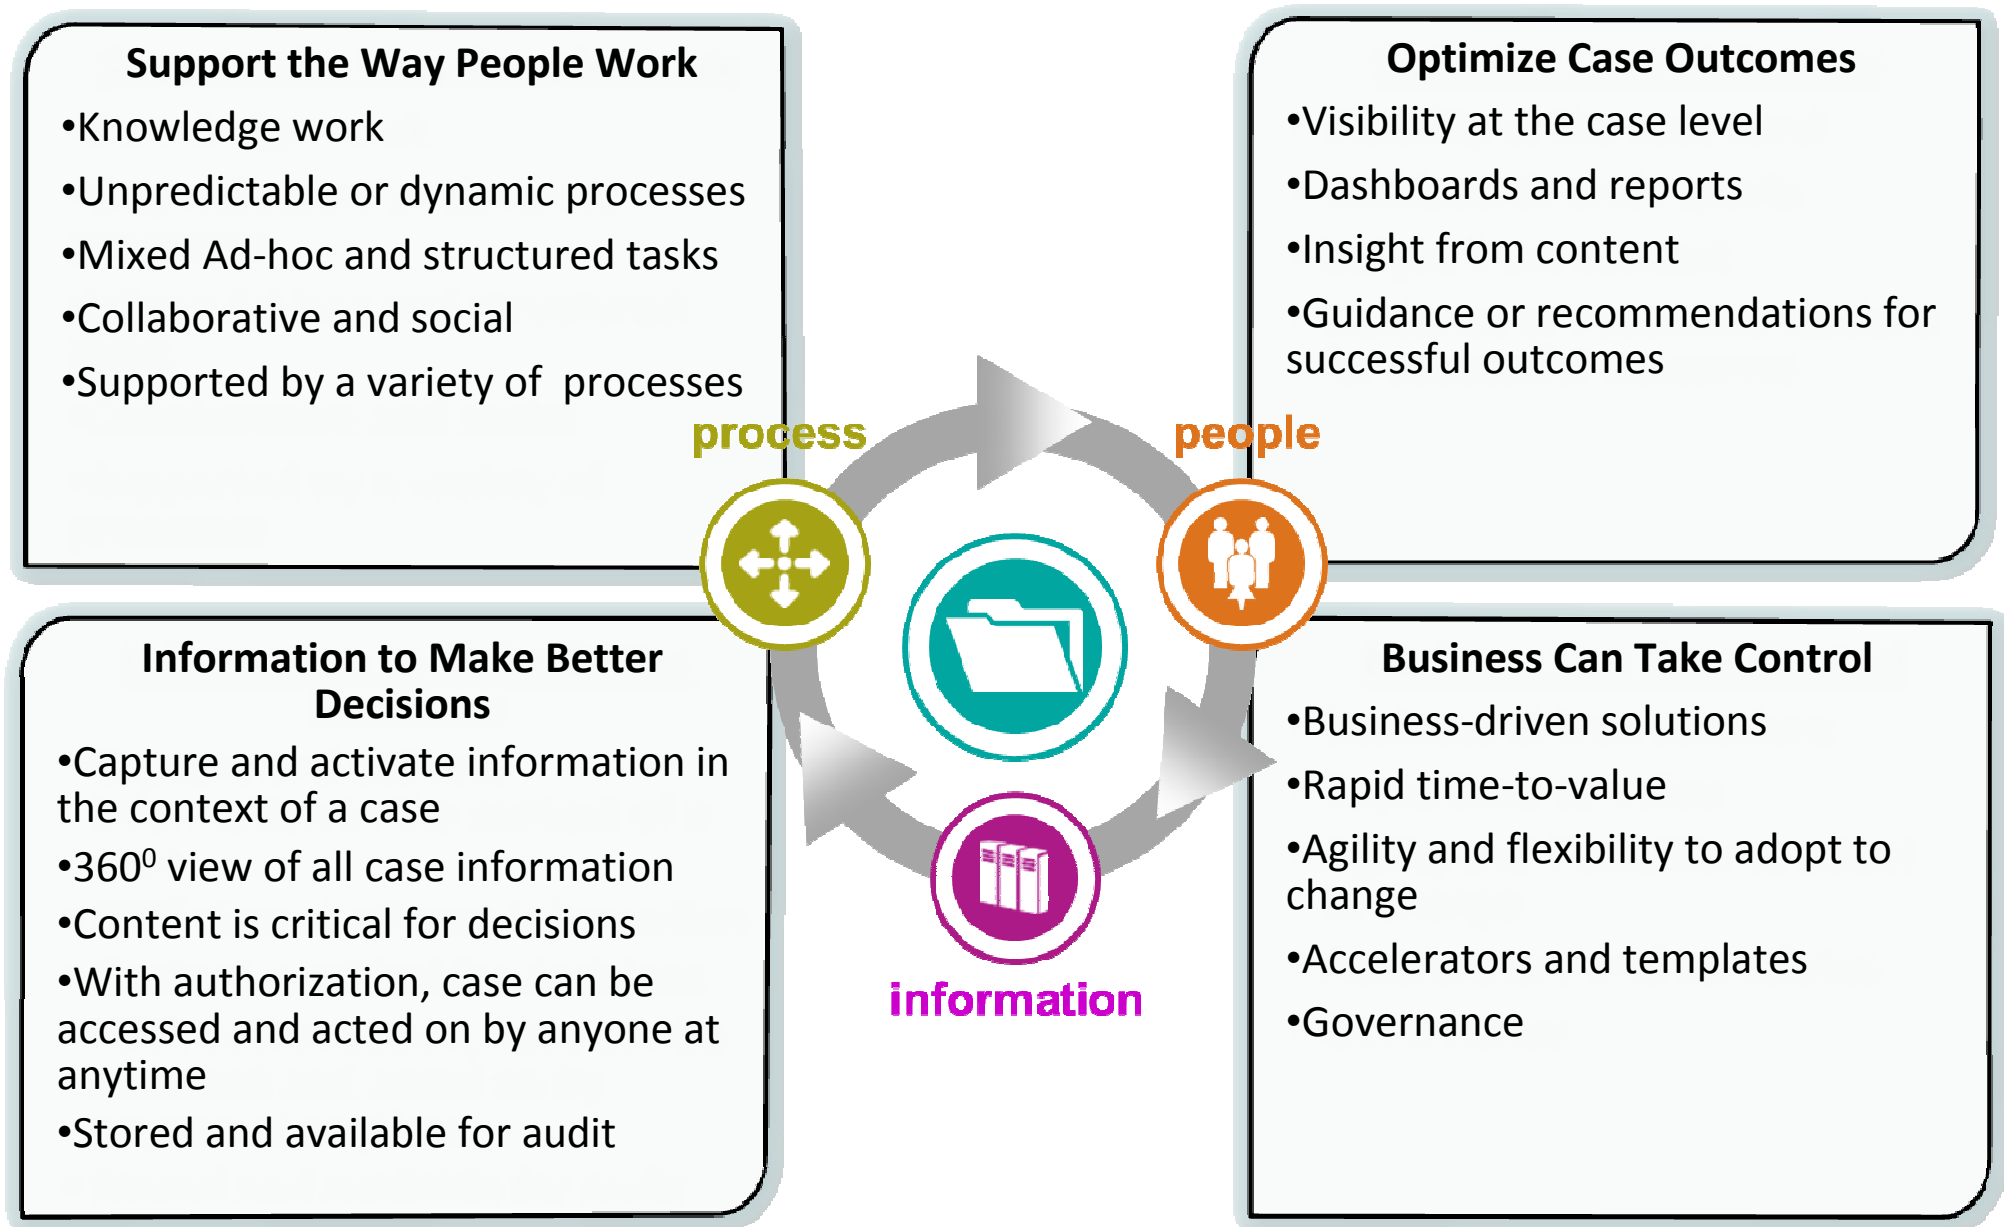 Support the Way People Work
•Knowledge work
•Unpredictable or dynamic processes
•Mixed Ad-hoc and structured tasks
•Collaborative and social
•Supported by a variety of  processes
Optimize Case Outcomes
•Visibility at the case level
•Dashboards and reports
•Insight from content
•Guidance or recommendations for
successful outcomes
process
people
information
Information to Make Better
Decisions
•Capture and activate information in
the context of a case
•360⁰ view of all case information
•Content is critical for decisions
•With authorization, case can be
accessed and acted on by anyone at
anytime
•Stored and available for audit
Business Can Take Control
•Business-driven solutions
•Rapid time-to-value
•Agility and flexibility to adopt to
change
•Accelerators and templates
•Governance